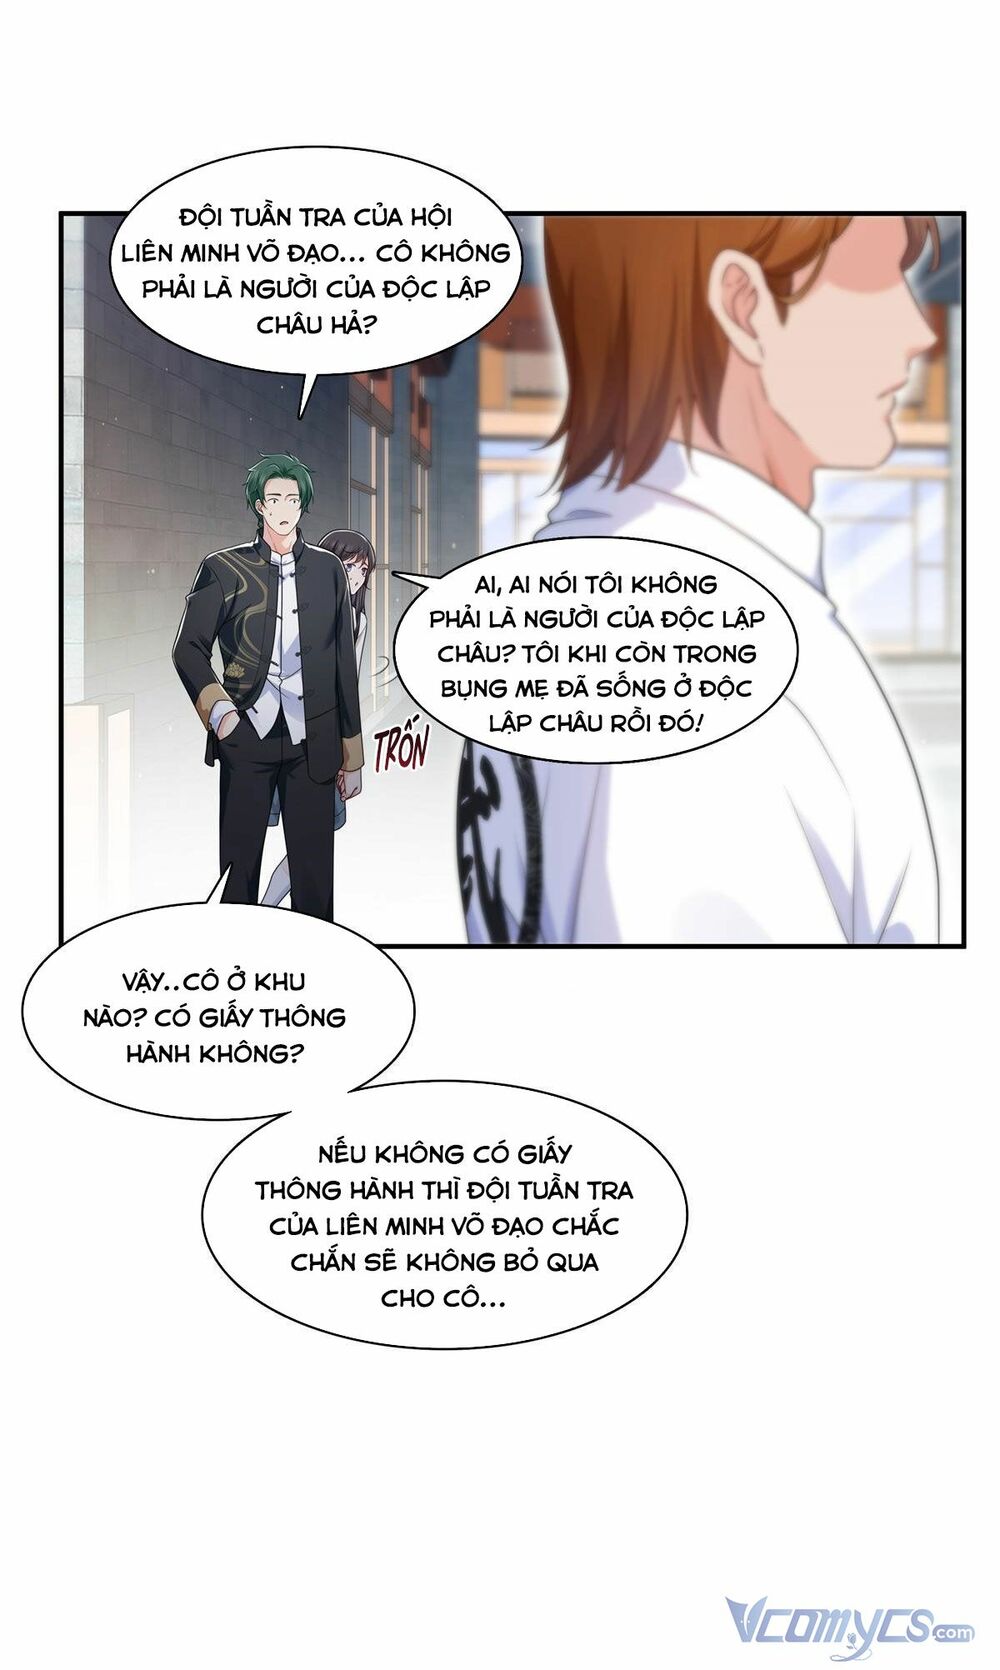 ĐỘI TUẦN TRA CỦA HỘI
LIÊN MINH VÕ ĐẠO... CÔ KHÔNG
PHẢI LÀ NGƯỜI CỦA ĐỘC LẬP
CHÂU HẢ?
AI, AI NÓI TÔI KHÔNG
PHẢI LÀ NGƯỜI CỦA ĐỘC LẬP
CHÂU? TÔI KHI CÒN TRONG
BỤNG MẸ ĐÃ SỐNG Ở ĐỘC
LẬP CHÂU RỒI ĐÓ!
TRỐN
VẬY..CÔ Ở KHU
NÀO? CÓ GIẤY THÔNG
HÀNH KHÔNG?
NẾU KHÔNG CÓ GIẤY
THÔNG HÀNH THÌ ĐỘI TUẦN TRA
CỦA LIÊN MINH VÕ ĐẠO CHẮC
CHẮN SẼ KHÔNG BỎ QUA
CHO CÔ...
VCOMYCS.com